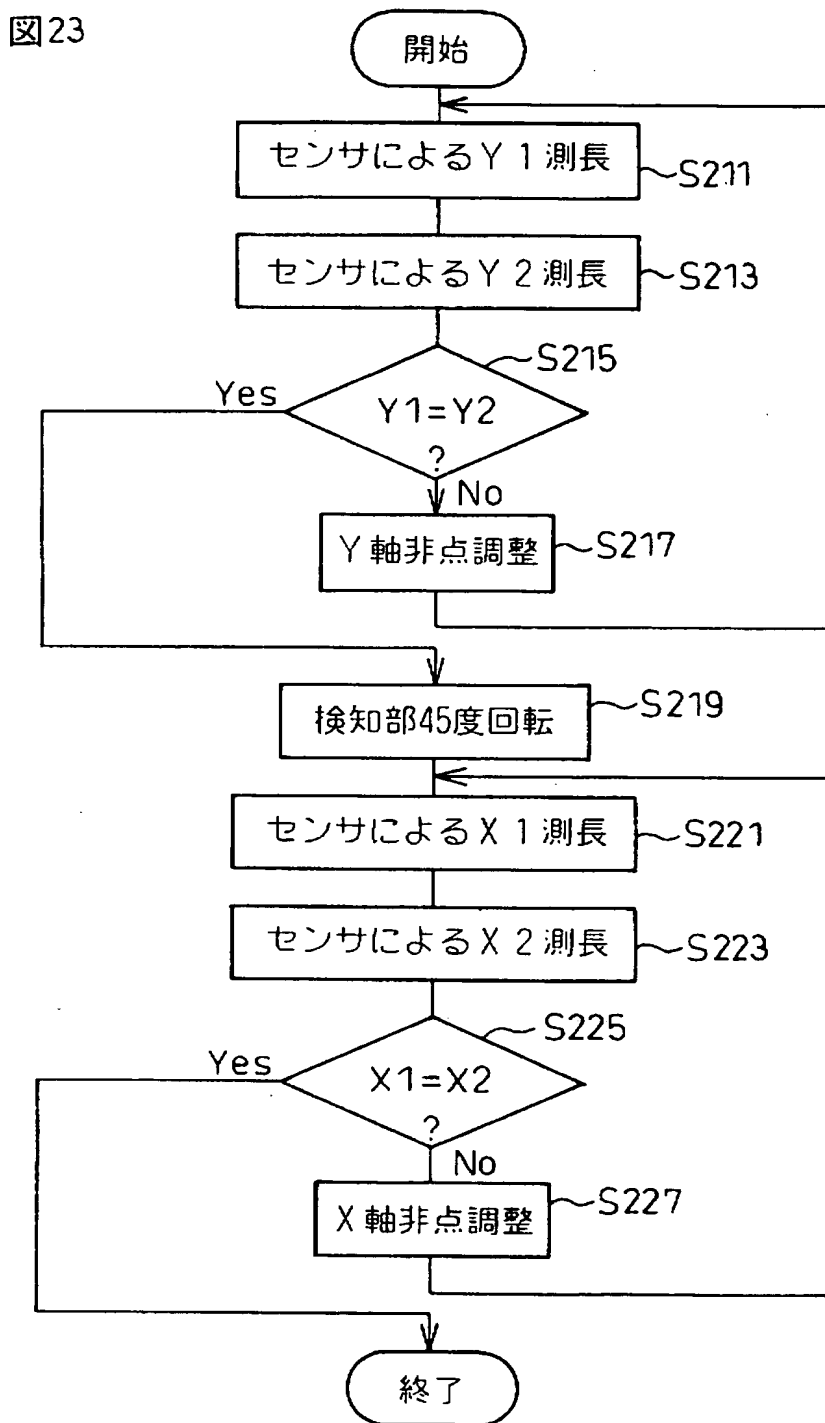 図23
開始
センサによるY1測長
S211
センサによるY2測長
S213
S215
Yes
Y1=Y2
?
No
Y軸非点調整
S217
検知部45度回転
S219
センサによるX1測長
S221
センサによるX2測長
S223
S225
Yes
X1=X2
?
No
X軸非点調整
S227
終了